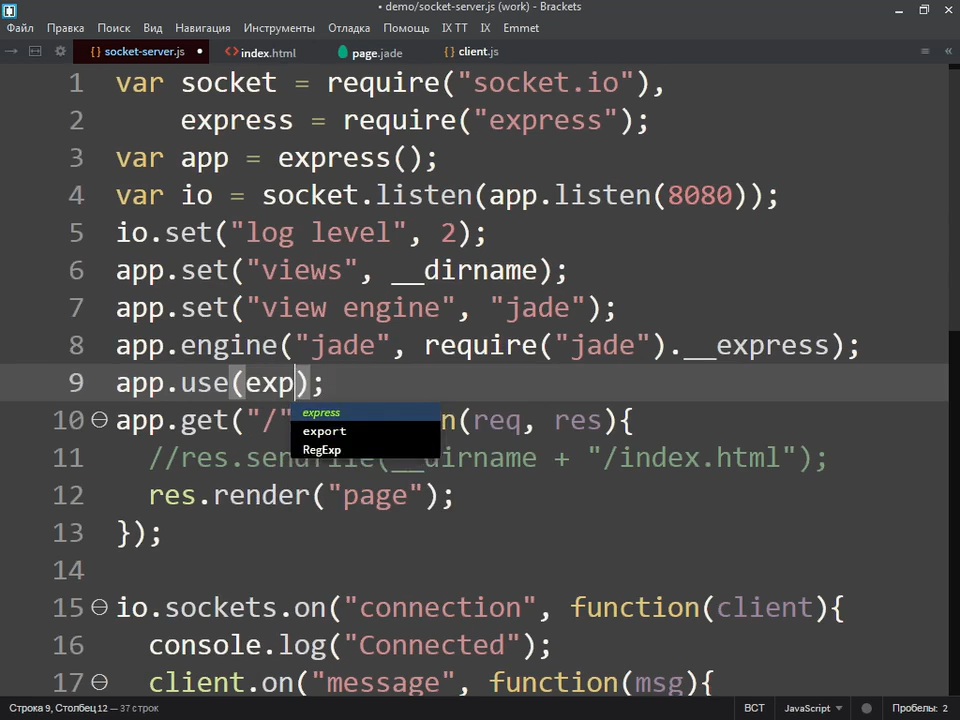 • demo/socket-server.js (work) - Brackets
Файл Правка Поиск Вид Навигация Инструменты Отладка Помощь IX TT IX Emmet
{ } socket-server.js • <> index.html page.jade { } client.js
1 var socket = require("socket.io"),
2 express = require("express");
3 var app = express();
4 var io = socket.listen(app.listen(8080));
5 io.set("log level", 2);
6 app.set("views", __dirname);
7 app.set("view engine", "jade");
8 app.engine("jade", require("jade").__express);
9 app.use(exp);
express
10 app.get("/" n(req, res){
export
RegExp
11 //res.sendfile(__dirname + "/index.html");
12 res.render("page");
13 });
14
15 io.sockets.on("connection", function(client){
16 console.log("Connected");
17 client.on("message", function(msg){
Строка 9, Столбец 12 — 37 строк ВСТ JavaScript Пробелы: 2